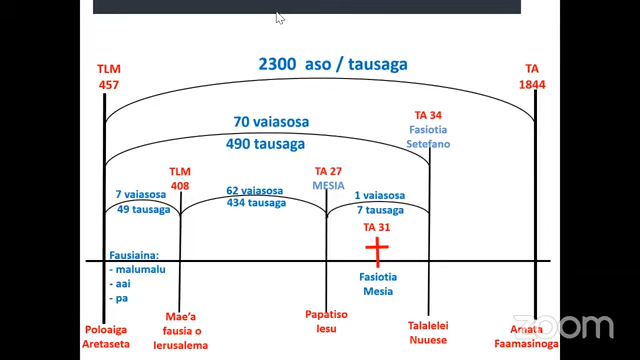 2300 aso / tausaga
TLM
457
TA
1844
70 vaiasosa
490 tausaga
TA 34
Fasiotia
Setefano
TLM
408
TA 27
MESIA
7 vaiasosa
49 tausaga
62 vaiasosa
434 tausaga
1 vaiasosa
7 tausaga
TA 31
Fausiaina:
- malumalu
- aai
- pa
Fasiotia
Mesia
Poloaiga
Aretaseta
Mae'a
fausia o
Ierusalema
Papatiso
Iesu
Talalelei
Nuuese
Amata
Faamasinoga
zoom